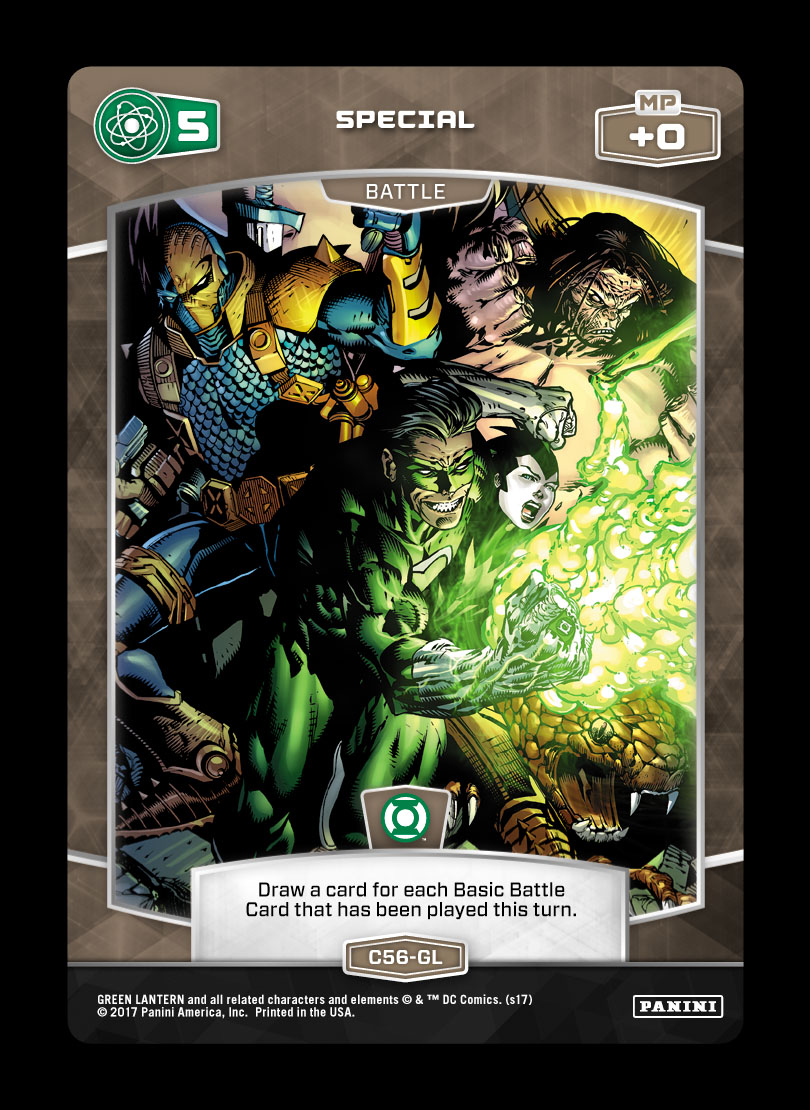 5
SPECIAL
MP
+0
BATTLE
Draw a card for each Basic Battle
Card that has been played this turn.
C56-GL
GREEN LANTERN and all related characters and elements © & ™ DC Comics. (s17)
© 2017 Panini America, Inc. Printed in the USA.
PANINI